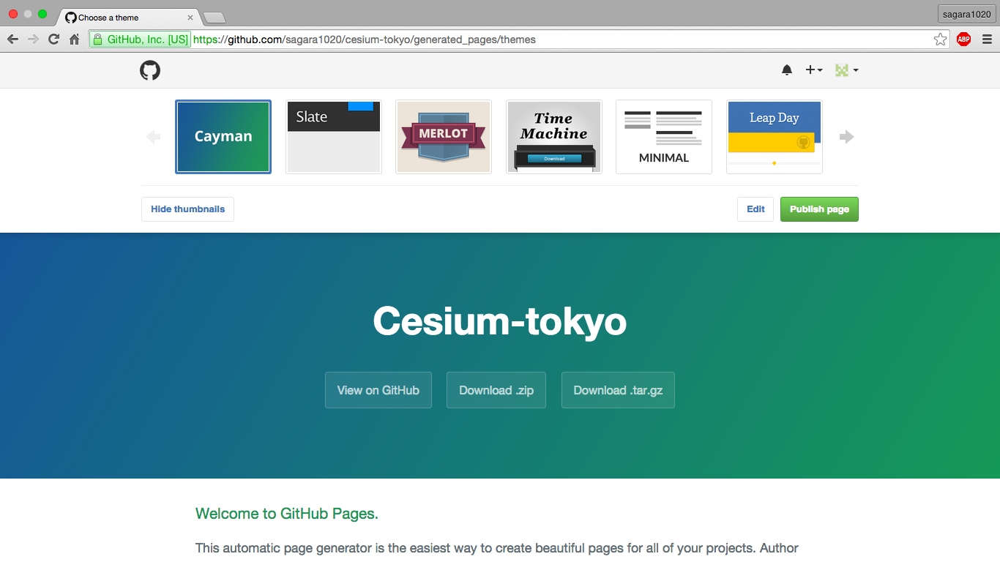 Choose a theme
sagara1020
GitHub, Inc. [US] https://github.com/sagara1020/cesium-tokyo/generated_pages/themes
ABP
Cayman
Slate
MERLOT
Time
Machine
Download
MINIMAL
Leap Day
Hide thumbnails
Edit
Publish page
Cesium-tokyo
View on GitHub
Download .zip
Download .tar.gz
Welcome to GitHub Pages.
This automatic page generator is the easiest way to create beautiful pages for all of your projects. Author